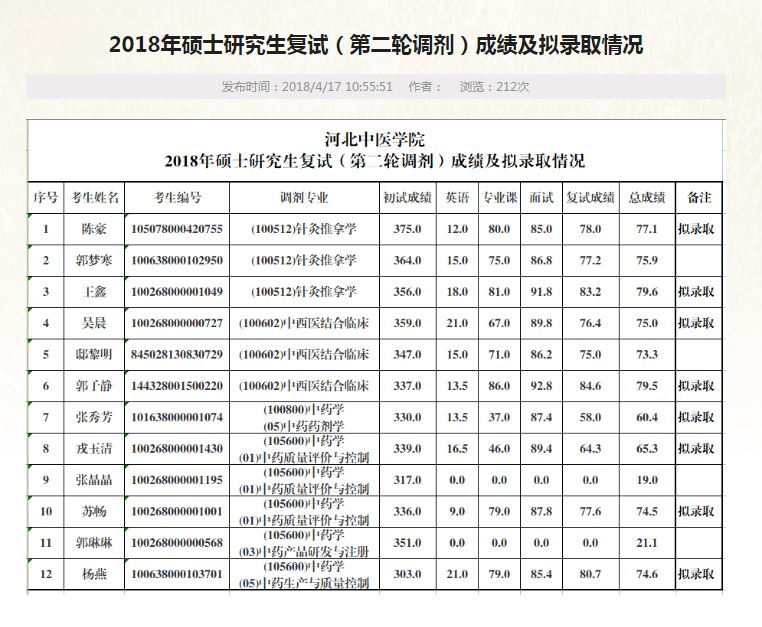 2018年硕士研究生复试（第二轮调剂）成绩及拟录取情况
发布时间：2018/4/17 10:55:51 作者： 浏览：212次
河北中医学院
2018年硕士研究生复试（第二轮调剂）成绩及拟录取情况
序号 考生姓名 考生编号 调剂专业 初试成绩 英语 专业课 面试 复试成绩 总成绩 备注
1 陈豪 105078000420755 (100512)针灸推拿学 375.0 12.0 80.0 85.0 78.0 77.1 拟录取
2 郭梦寒 100638000102950 (100512)针灸推拿学 364.0 15.0 75.0 86.8 77.2 75.9
3 王鑫 100268000001049 (100512)针灸推拿学 356.0 18.0 81.0 91.8 83.2 79.6 拟录取
4 吴晨 100268000000727 (100602)中西医结合临床 359.0 21.0 67.0 89.8 76.4 75.0 拟录取
5 邸黎明 845028130830729 (100602)中西医结合临床 347.0 15.0 71.0 86.2 75.0 73.3
6 郭子静 144328001500220 (100602)中西医结合临床 337.0 13.5 86.0 92.8 84.6 79.5 拟录取
7 张秀芳 101638000001074 (100800)中药学 330.0 13.5 37.0 87.4 58.0 60.4 拟录取
(05)中药药剂学
8 戎玉清 100268000001430 (105600)中药学 339.0 16.5 46.0 89.4 64.3 65.3 拟录取
(01)中药质量评价与控制
9 张晶晶 100268000001195 (105600)中药学 317.0 0.0 0.0 0.0 0.0 19.0
(01)中药质量评价与控制
10 苏畅 100268000001001 (105600)中药学 336.0 9.0 79.0 87.8 77.6 74.5 拟录取
(01)中药质量评价与控制
11 郭琳琳 100268000000568 (105600)中药学 351.0 0.0 0.0 0.0 0.0 21.1
(03)中药产品研发与注册
12 杨燕 100638000103701 (105600)中药学 303.0 21.0 79.0 85.4 80.7 74.6 拟录取
(05)中药生产与质量控制